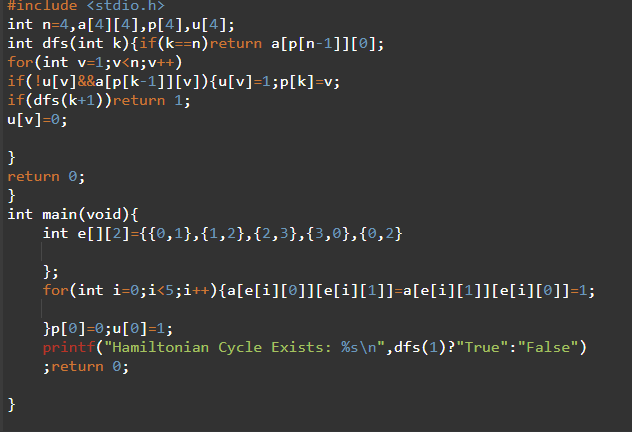 #include <stdio.h>
int n=4,a[4][4],p[4],u[4];
int dfs(int k){if(k==n)return a[p[n-1]][0];
for(int v=1;v<n;v++)
if(!u[v]&&a[p[k-1]][v]){u[v]=1;p[k]=v;
if(dfs(k+1))return 1;
u[v]=0;
}
return 0;
}
int main(void){
    int e[][2]={{0,1},{1,2},{2,3},{3,0},{0,2}
    };
    for(int i=0;i<5;i++){a[e[i][0]][e[i][1]]=a[e[i][1]][e[i][0]]=1;
    }p[0]=0;u[0]=1;
    printf("Hamiltonian Cycle Exists: %s\n",dfs(1)?"True":"False")
    ;return 0;
}